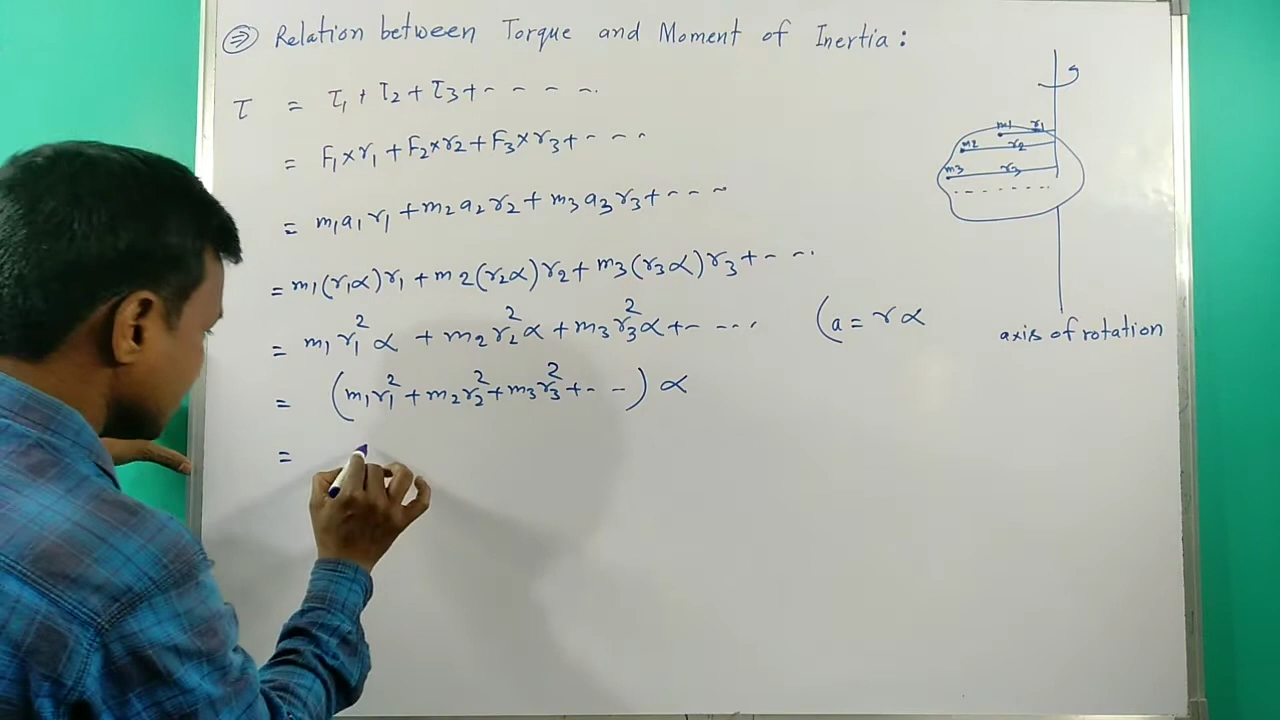 ⇒ Relation between Torque and Moment of Inertia :
τ = τ₁ + τ₂ + τ₃ + - - - -.
= F₁×r₁ + F₂×r₂ + F₃×r₃ + - - - -
= m₁a₁r₁ + m₂a₂r₂ + m₃a₃r₃ + - - - -
= m₁(r₁α)r₁ + m₂(r₂α)r₂ + m₃(r₃α)r₃ + - - - .
= m₁r₁²α + m₂r₂²α + m₃r₃²α + - - - - (a = rα
= (m₁r₁² + m₂r₂² + m₃r₃² + - - -) α
=
m1 r₁
m2 r₂
m3 r₃
axis of rotation